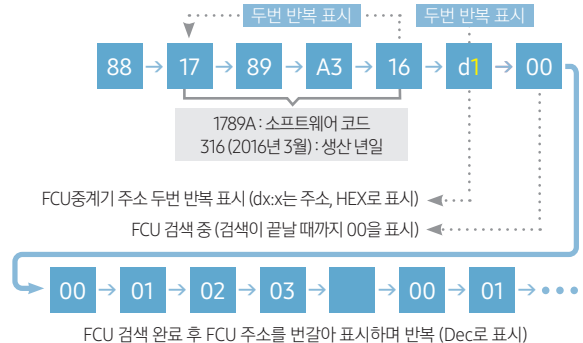 두번 반복 표시 두번 반복 표시
88 → 17 → 89 → A3 → 16 → d1 → 00
1789A : 소프트웨어 코드
316 (2016년 3월) : 생산 년일
FCU중계기 주소 두번 반복 표시 (dx:x는 주소, HEX로 표시)
FCU 검색 중 (검색이 끝날 때까지 00을 표시)
00 → 01 → 02 → 03 → → 00 → 01 → •••
FCU 검색 완료 후 FCU 주소를 번갈아 표시하며 반복 (Dec로 표시)